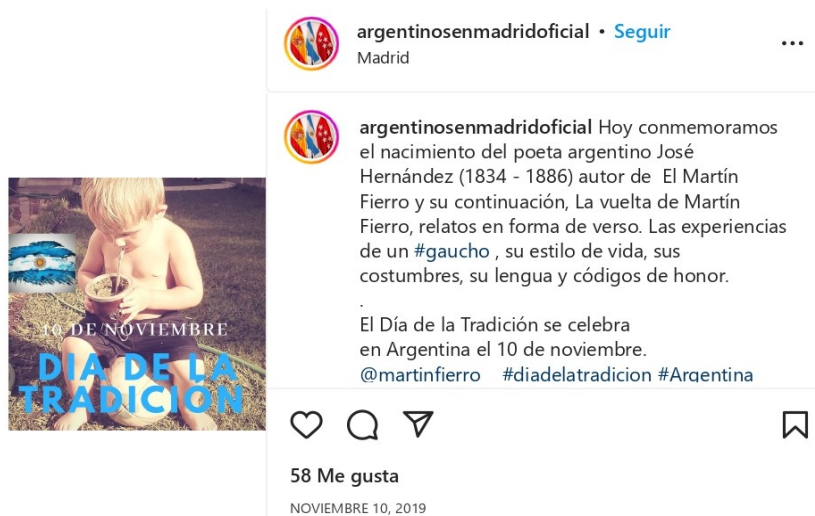 argentinosenmadridoficial • Seguir
Madrid
argentinosenmadridoficial Hoy conmemoramos
el nacimiento del poeta argentino José
Hernández (1834 - 1886) autor de El Martín
Fierro y su continuación, La vuelta de Martín
Fierro, relatos en forma de verso. Las experiencias
de un #gaucho , su estilo de vida, sus
costumbres, su lengua y códigos de honor.
.
El Día de la Tradición se celebra
en Argentina el 10 de noviembre.
@martinfierro #diadelatradicion #Argentina
10 DE NOVIEMBRE
DIA DE LA
TRADICIÓN
58 Me gusta
NOVIEMBRE 10, 2019